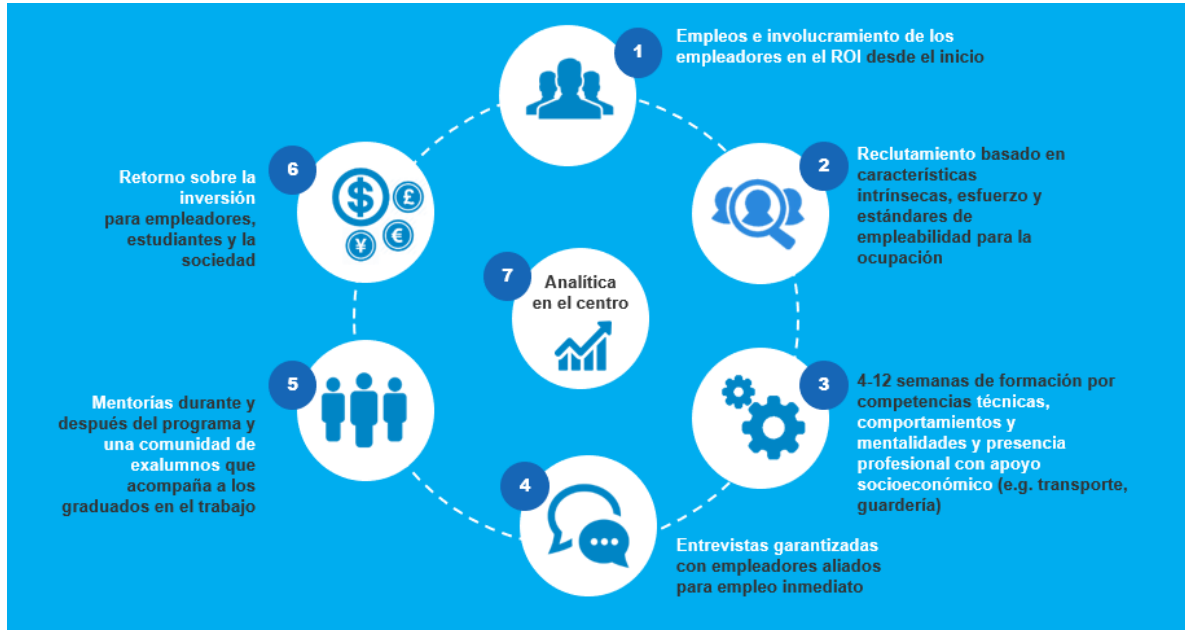 1
Empleos e involucramiento de los
empleadores en el ROI desde el inicio
2
Reclutamiento basado en
características
intrínsecas, esfuerzo y
estándares de
empleabilidad para la
ocupación
3
4-12 semanas de formación por
competencias técnicas,
comportamientos y
mentalidades y presencia
profesional con apoyo
socioeconómico (e.g. transporte,
guardería)
4
Entrevistas garantizadas
con empleadores aliados
para empleo inmediato
5
Mentorías durante y
después del programa y
una comunidad de
exalumnos que
acompaña a los
graduados en el trabajo
6
Retorno sobre la
inversión
para empleadores,
estudiantes y la
sociedad
$
£
¥
€
7
Analítica
en el centro